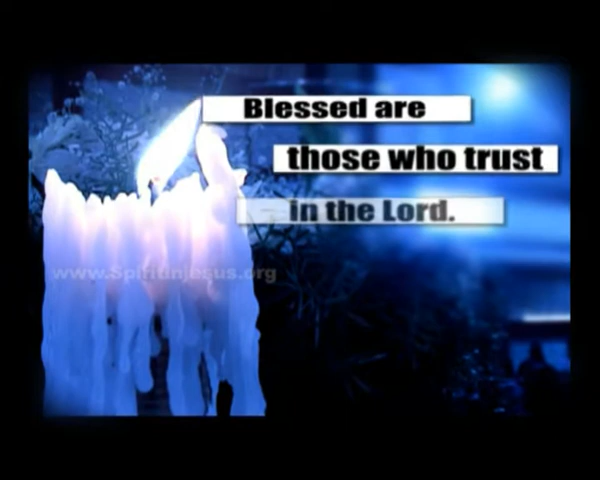 Blessed are
those who trust
in the Lord.
www.Spiritinjesus.org